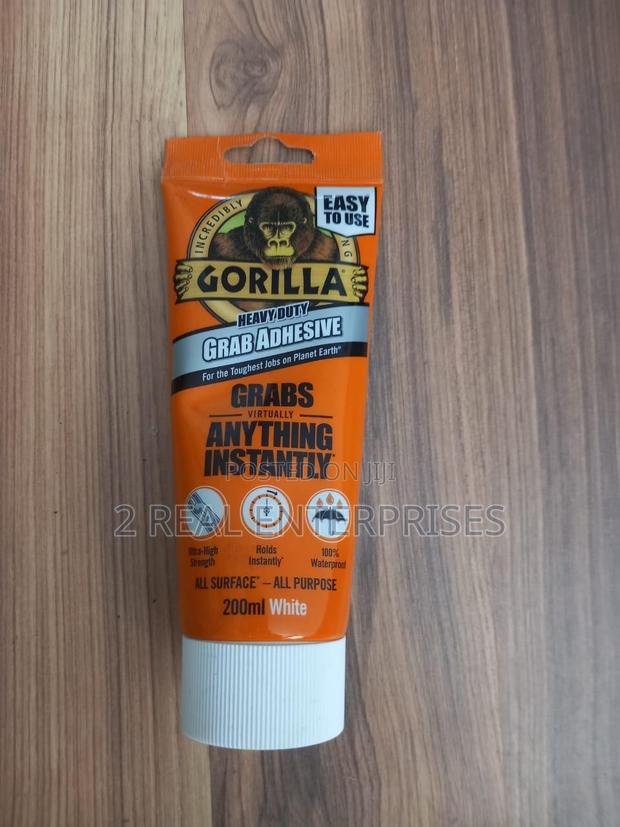 EASY
TO USE
INCREDIBLY
NG
GORILLA
HEAVY DUTY
GRAB ADHESIVE
For the Toughest Jobs on Planet Earth®
GRABS
VIRTUALLY
ANYTHING
INSTANTLY*
POSTED ON JIJI
2 REAL ENTERPRISES
Ultra-High
Strength
Holds
Instantly*
100%
Waterproof
ALL SURFACE* – ALL PURPOSE
200ml White